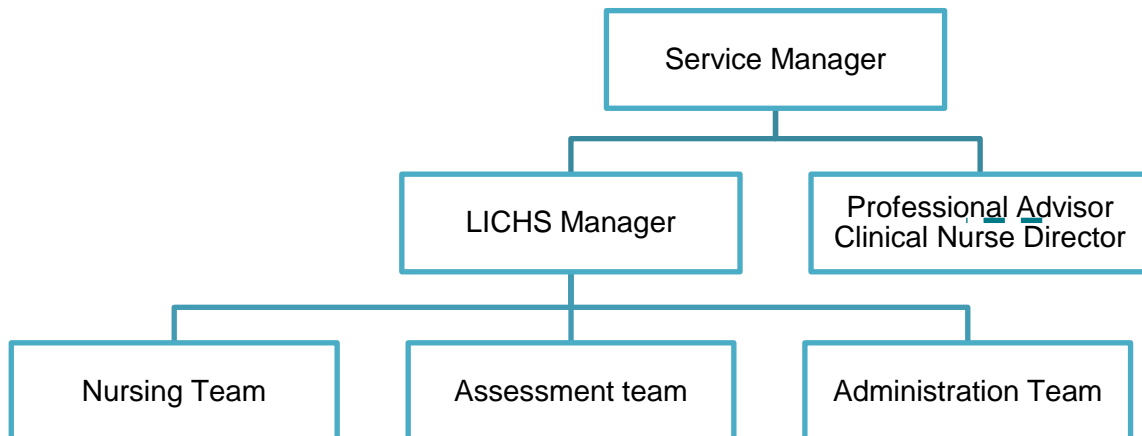 Service Manager
LICHS Manager
Professional Advisor
Clinical Nurse Director
Nursing Team
Assessment team
Administration Team